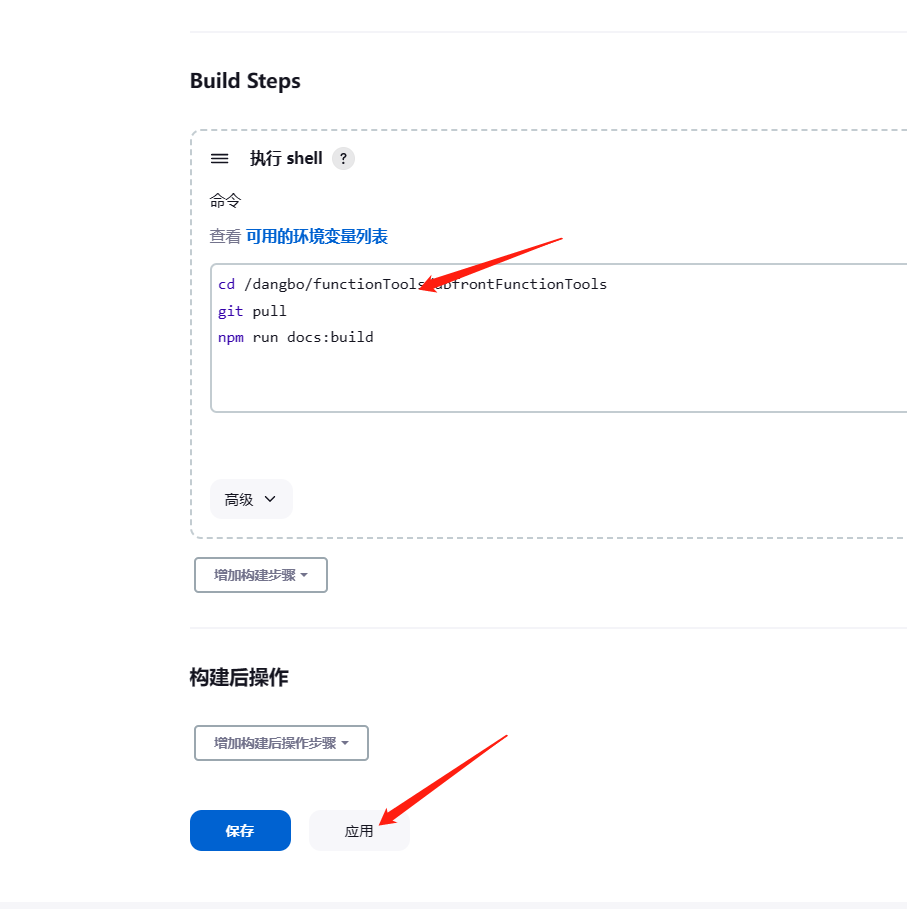 Build Steps
执行 shell ?
命令
查看 可用的环境变量列表
cd /dangbo/functionTools
git pull
npm run docs:build
高级
增加构建步骤
构建后操作
增加构建后操作步骤
保存 应用